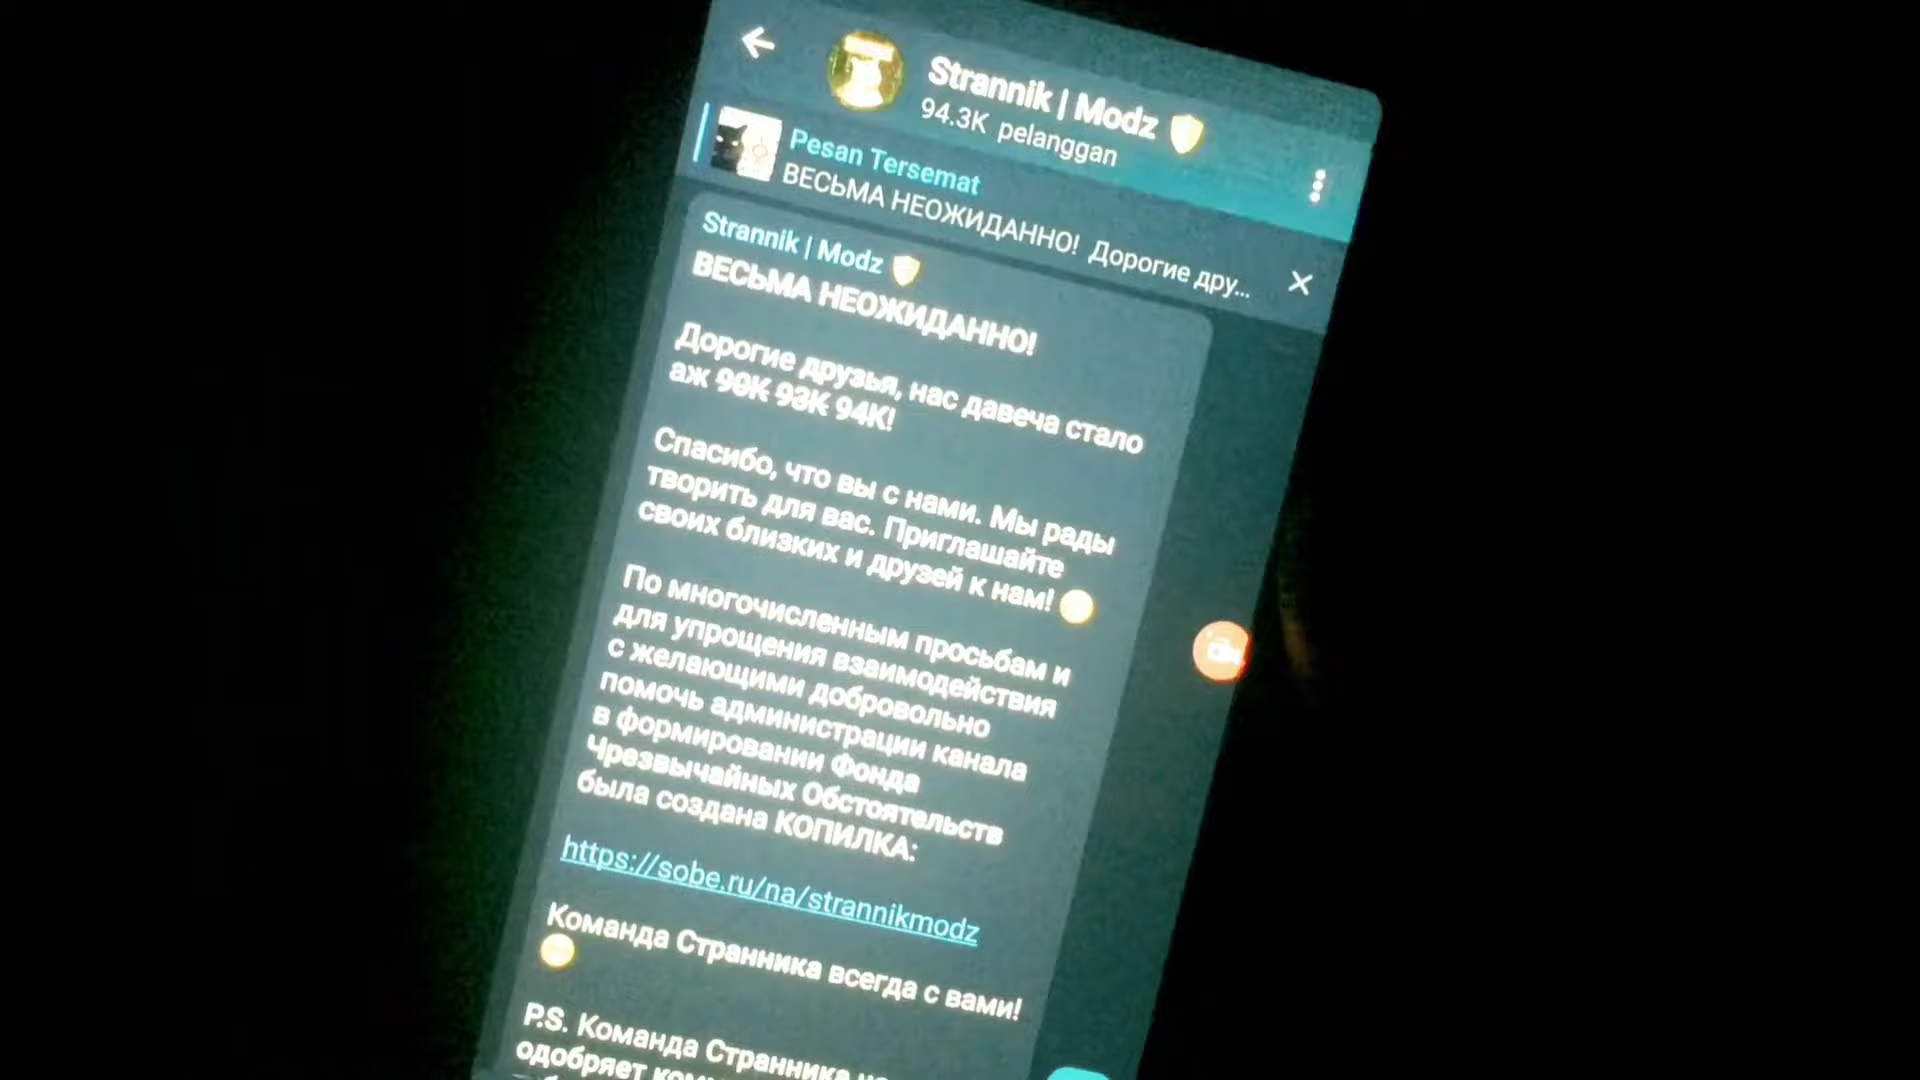 Strannik | Modz
94.3K pelanggan
Pesan Tersemat
ВЕСЬМА НЕОЖИДАННО! Дорогие дру...
Strannik | Modz
ВЕСЬМА НЕОЖИДАННО!
Дорогие друзья, нас давеча стало
аж 90К 93К 94К!
Спасибо, что вы с нами. Мы рады
творить для вас. Приглашайте
своих близких и друзей к нам!
По многочисленным просьбам и
для упрощения взаимодействия
с желающими добровольно
помочь администрации канала
в формировании Фонда
Чрезвычайных Обстоятельств
была создана КОПИЛКА:
https://sobe.ru/na/strannikmodz
Команда Странника всегда с вами!
P.S. Команда Странника
одобряет